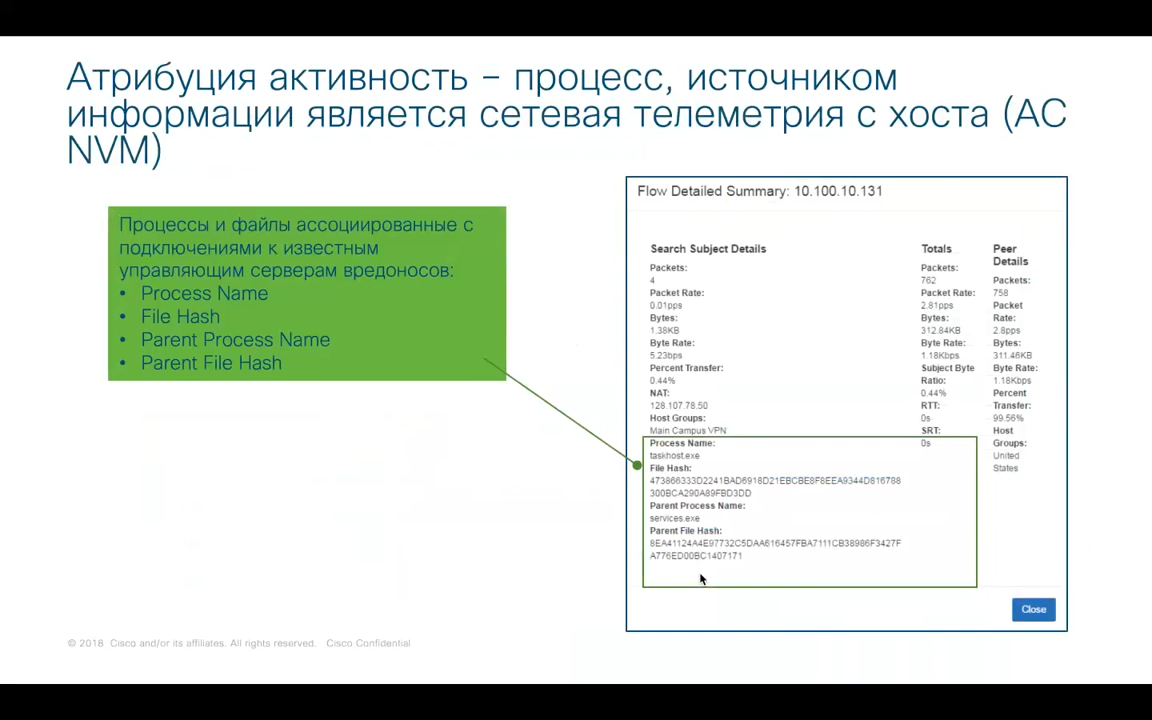 Атрибуция активность – процесс, источником
информации является сетевая телеметрия с хоста (AC
NVM)
Процессы и файлы ассоциированные с
подключениями к известным
управляющим серверам вредоносов:
• Process Name
• File Hash
• Parent Process Name
• Parent File Hash
Flow Detailed Summary: 10.100.10.131
Search Subject Details
Packets:
4
Packet Rate:
0.01pps
Bytes:
1.38KB
Byte Rate:
5.23bps
Percent Transfer:
0.44%
NAT:
128.107.78.50
Host Groups:
Main Campus VPN
Process Name:
taskhost.exe
File Hash:
473866333D2241BAD6918D21EBCBE8F8EEA9344D816788
300BCA290A89FBD3DD
Parent Process Name:
services.exe
Parent File Hash:
8EA41124A4E97732C5DAA616457FBA7111CB38986F3427F
A776ED00BC1407171
Totals
Packets:
762
Packet Rate:
2.81pps
Bytes:
312.84KB
Byte Rate:
1.18Kbps
Subject Byte
Ratio:
0.44%
RTT:
0s
SRT:
0s
Peer
Details
Packets:
758
Packet
Rate:
2.8pps
Bytes:
311.46KB
Byte Rate:
1.18Kbps
Percent
Transfer:
99.56%
Host
Groups:
United
States
Close
© 2018 Cisco and/or its affiliates. All rights reserved. Cisco Confidential